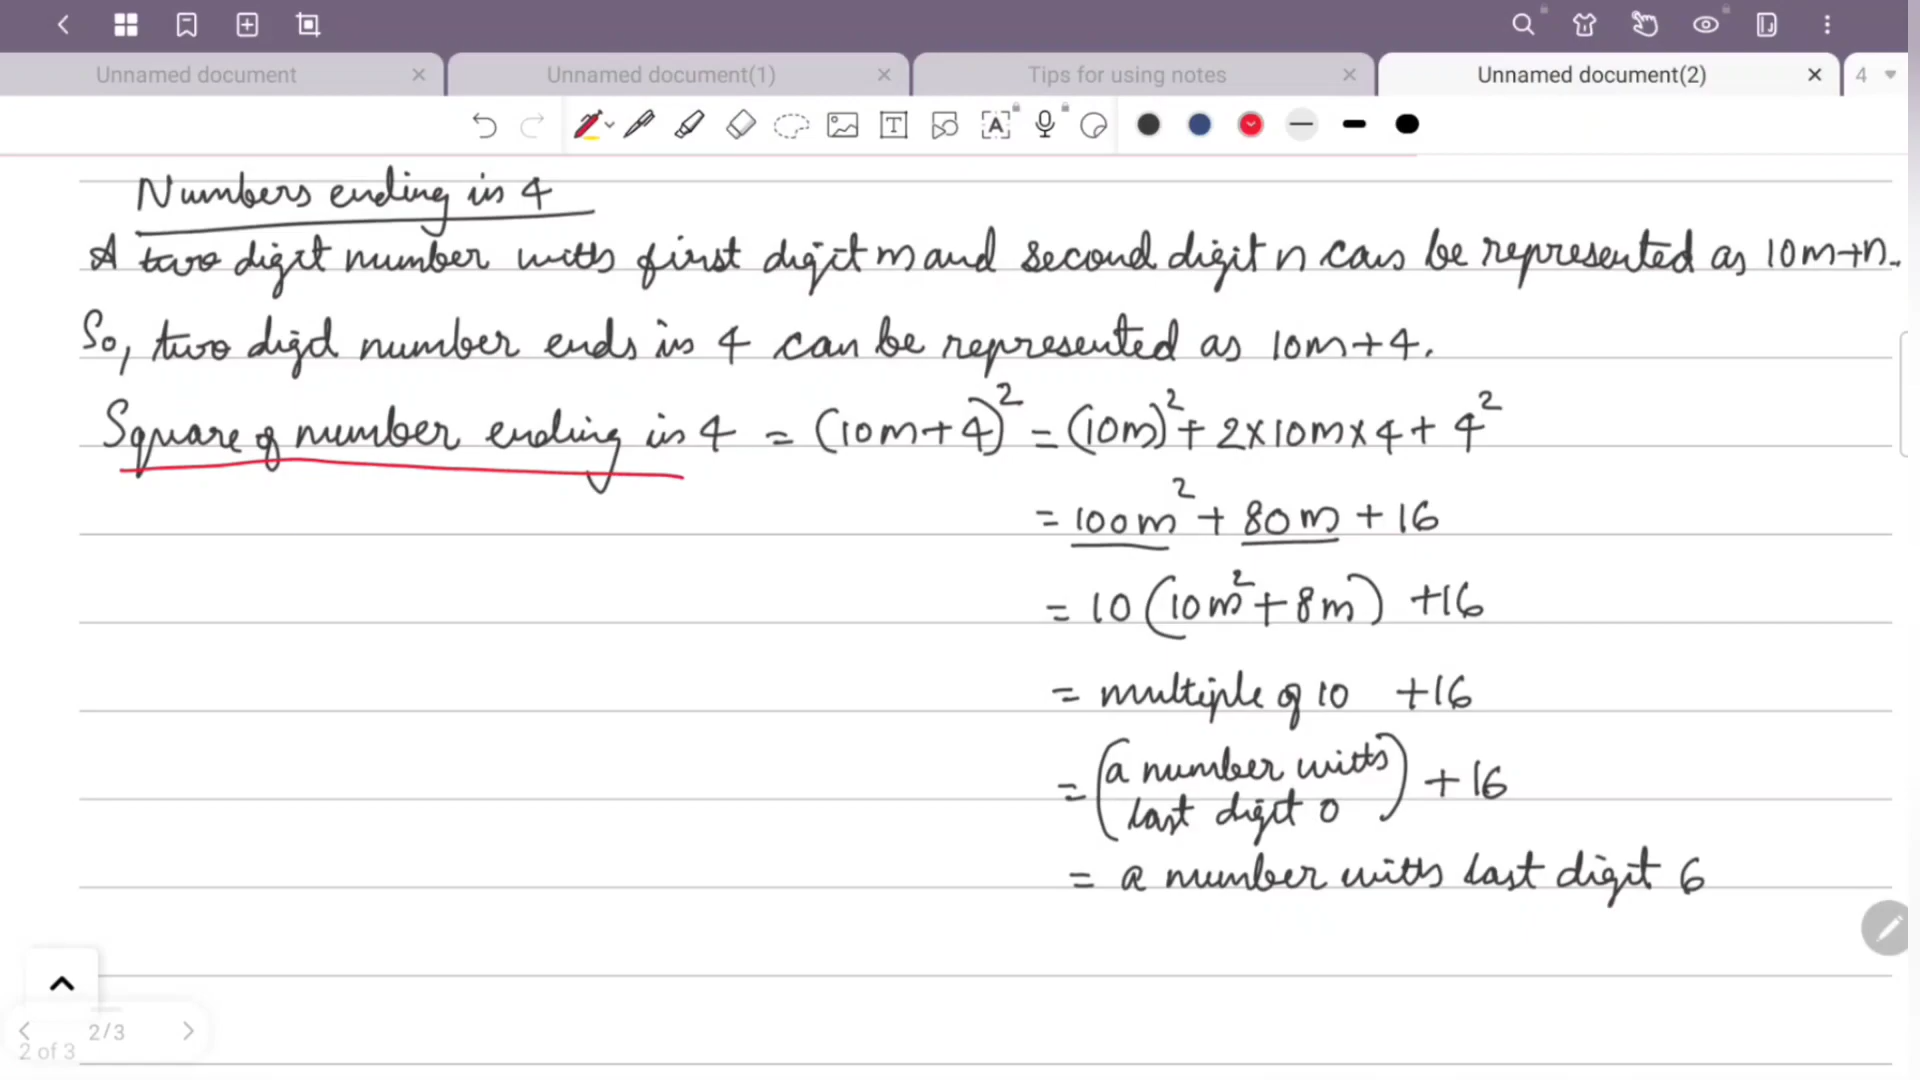 Unnamed document
Unnamed document(1)
Tips for using notes
Unnamed document(2)
4
Numbers ending in 4
A two digit number with first digit m and second digit n can be represented as 10m+n.
So, two digit number ends in 4 can be represented as 10m+4.
Square of number ending in 4 = (10m+4)² = (10m)² + 2×10m×4 + 4²
= 100m² + 80m + 16
= 10(10m²+8m) +16
= multiple of 10 +16
= (a number with last digit 0) + 16
= a number with last digit 6
2/3
2 of 3